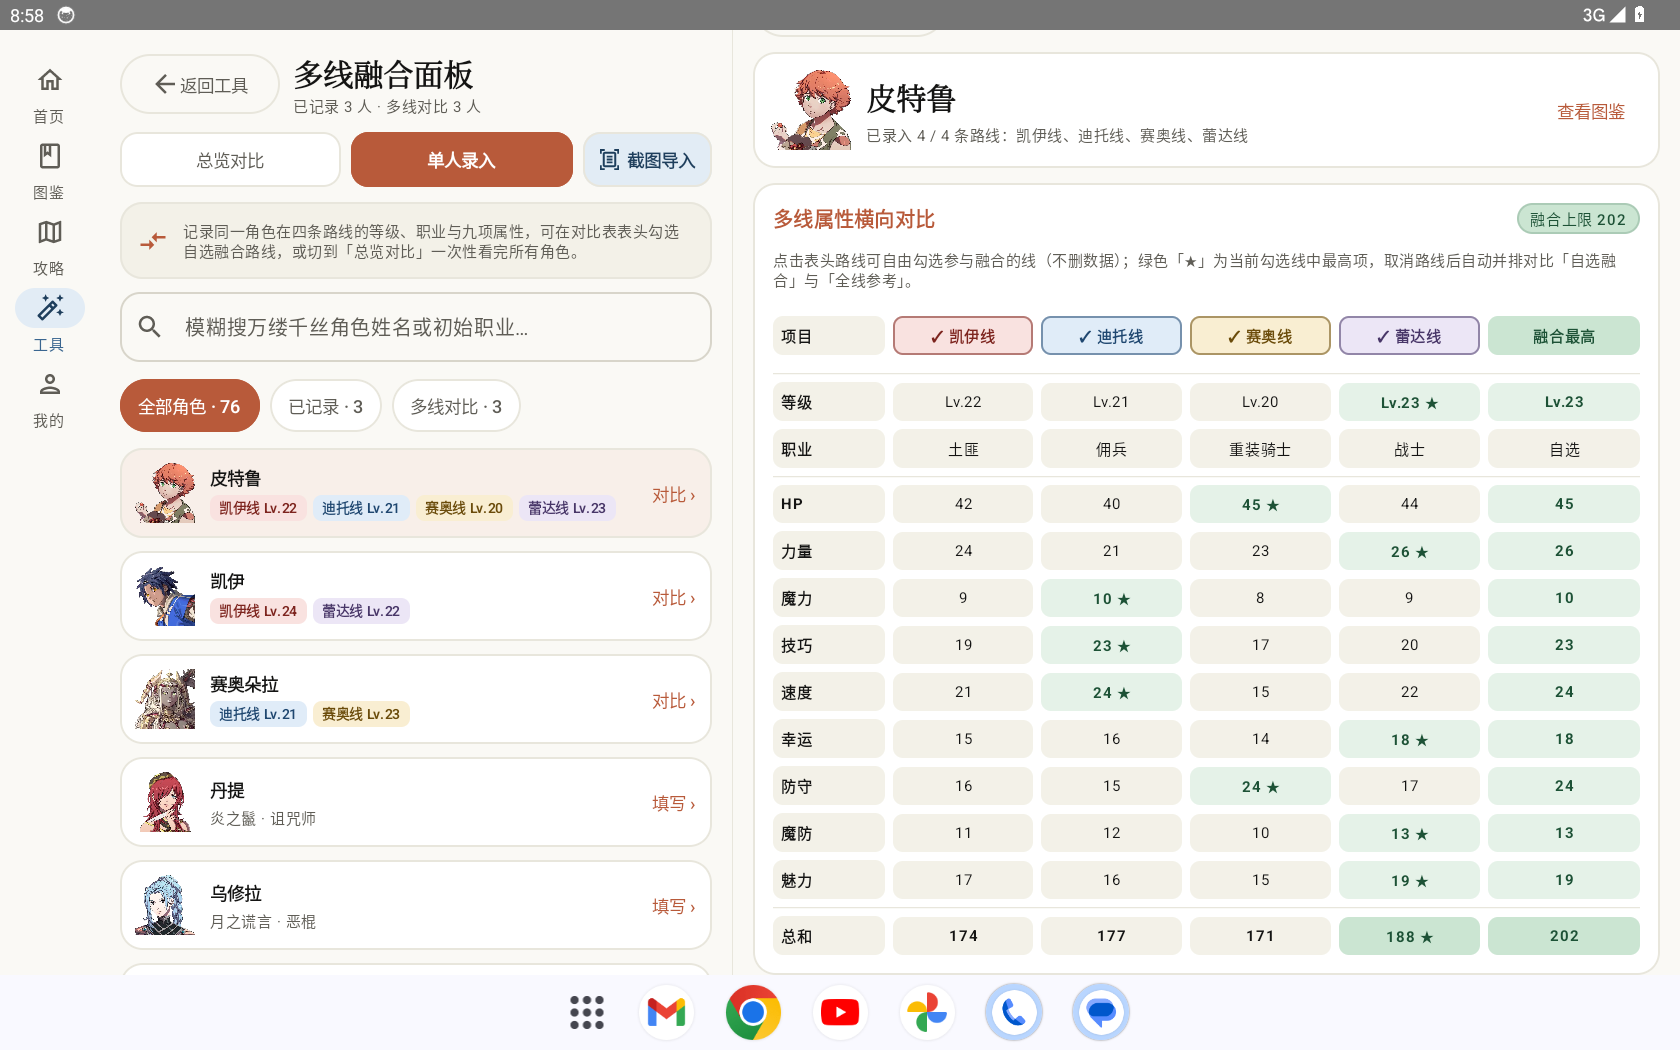 8:58
3G
首页
图鉴
攻略
工具
我的
返回工具
多线融合面板
已记录 3 人 · 多线对比 3 人
总览对比
单人录入
截图导入
记录同一角色在四条路线的等级、职业与九项属性，可在对比表表头勾选
自选融合路线，或切到「总览对比」一次性看完所有角色。
模糊搜万缕千丝角色姓名或初始职业...
全部角色 · 76
已记录 · 3
多线对比 · 3
皮特鲁
凯伊线 Lv.22 迪托线 Lv.21 赛奥线 Lv.20 蕾达线 Lv.23
对比 ›
凯伊
凯伊线 Lv.24 蕾达线 Lv.22
对比 ›
赛奥朵拉
迪托线 Lv.21 赛奥线 Lv.23
对比 ›
丹提
炎之鬣 · 诅咒师
填写 ›
乌修拉
月之谎言 · 恶棍
填写 ›
皮特鲁
已录入 4 / 4 条路线：凯伊线、迪托线、赛奥线、蕾达线
查看图鉴
多线属性横向对比
融合上限 202
点击表头路线可自由勾选参与融合的线（不删数据）；绿色「★」为当前勾选线中最高项，取消路线后自动并排对比「自选融
合」与「全线参考」。
项目 ✓ 凯伊线 ✓ 迪托线 ✓ 赛奥线 ✓ 蕾达线 融合最高
等级 Lv.22 Lv.21 Lv.20 Lv.23 ★ Lv.23
职业 土匪 佣兵 重装骑士 战士 自选
HP 42 40 45 ★ 44 45
力量 24 21 23 26 ★ 26
魔力 9 10 ★ 8 9 10
技巧 19 23 ★ 17 20 23
速度 21 24 ★ 15 22 24
幸运 15 16 14 18 ★ 18
防守 16 15 24 ★ 17 24
魔防 11 12 10 13 ★ 13
魅力 17 16 15 19 ★ 19
总和 174 177 171 188 ★ 202